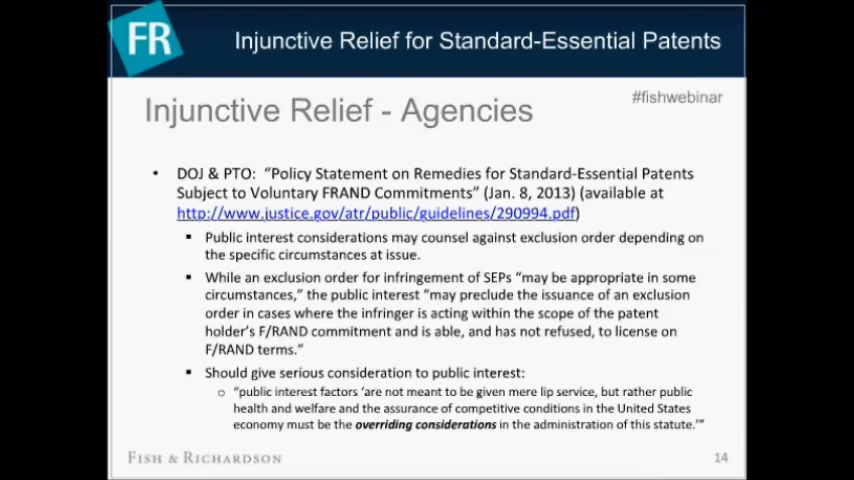 FR
Injunctive Relief for Standard-Essential Patents
#fishwebinar
Injunctive Relief - Agencies
• DOJ & PTO: “Policy Statement on Remedies for Standard-Essential Patents
Subject to Voluntary FRAND Commitments” (Jan. 8, 2013) (available at
http://www.justice.gov/atr/public/guidelines/290994.pdf)
▪ Public interest considerations may counsel against exclusion order depending on
the specific circumstances at issue.
▪ While an exclusion order for infringement of SEPs “may be appropriate in some
circumstances,” the public interest “may preclude the issuance of an exclusion
order in cases where the infringer is acting within the scope of the patent
holder’s F/RAND commitment and is able, and has not refused, to license on
F/RAND terms.”
▪ Should give serious consideration to public interest:
o “public interest factors ‘are not meant to be given mere lip service, but rather public
health and welfare and the assurance of competitive conditions in the United States
economy must be the overriding considerations in the administration of this statute.’”
FISH & RICHARDSON
14